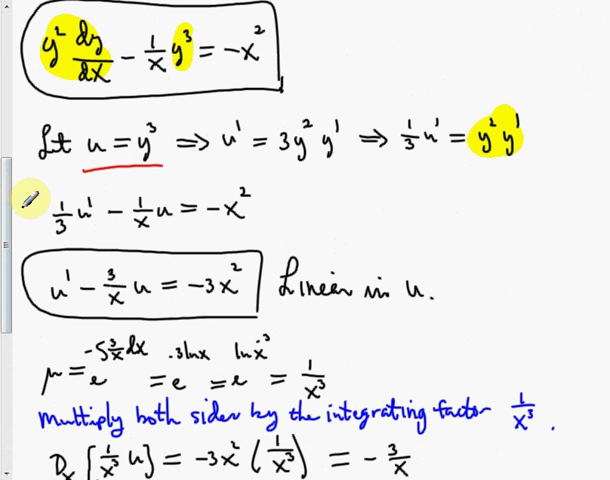 y² dy/dx − 1/x y³ = −x²
Let u = y³ ⟹ u' = 3y² y' ⟹ 1/3 u' = y² y'
1/3 u' − 1/x u = −x²
u' − 3/x u = −3x² Linear in u.
μ = e^(−∫3/x dx) = e^(−3lnx) = e^(ln x⁻³) = 1/x³
Multiply both sides by the integrating factor 1/x³ .
Dₓ [1/x³ u] = −3x² (1/x³) = − 3/x